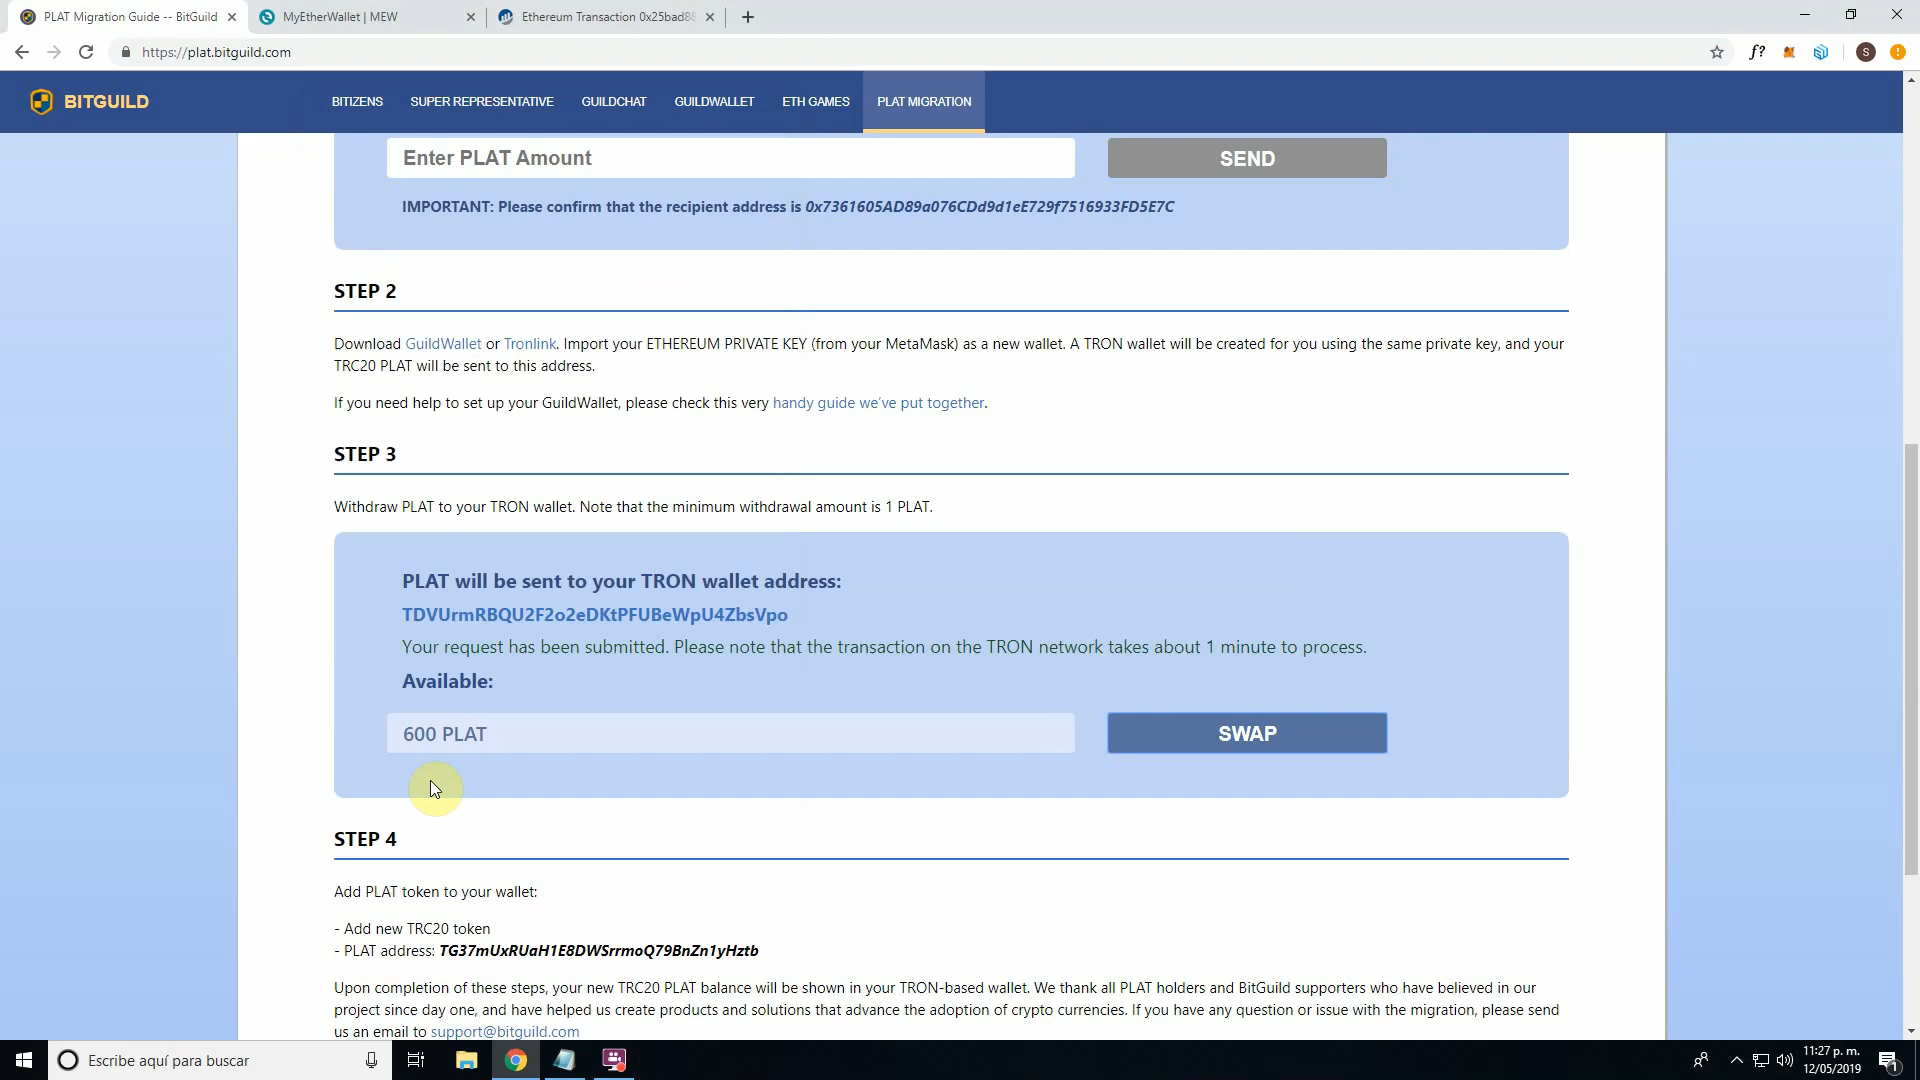 PLAT Migration Guide -- BitGuild
MyEtherWallet | MEW
Ethereum Transaction 0x25bad8
https://plat.bitguild.com
f?
S
BITGUILD
BITIZENS
SUPER REPRESENTATIVE
GUILDCHAT
GUILDWALLET
ETH GAMES
PLAT MIGRATION
Enter PLAT Amount
SEND
IMPORTANT: Please confirm that the recipient address is 0x7361605AD89a076CDd9d1eE729f7516933FD5E7C
STEP 2
Download GuildWallet or Tronlink. Import your ETHEREUM PRIVATE KEY (from your MetaMask) as a new wallet. A TRON wallet will be created for you using the same private key, and your
TRC20 PLAT will be sent to this address.
If you need help to set up your GuildWallet, please check this very handy guide we've put together.
STEP 3
Withdraw PLAT to your TRON wallet. Note that the minimum withdrawal amount is 1 PLAT.
PLAT will be sent to your TRON wallet address:
TDVUrmRBQU2F2o2eDKtPFUBeWpU4ZbsVpo
Your request has been submitted. Please note that the transaction on the TRON network takes about 1 minute to process.
Available:
600 PLAT
SWAP
STEP 4
Add PLAT token to your wallet:
- Add new TRC20 token
- PLAT address: TG37mUxRUaH1E8DWSrrmoQ79BnZn1yHztb
Upon completion of these steps, your new TRC20 PLAT balance will be shown in your TRON-based wallet. We thank all PLAT holders and BitGuild supporters who have believed in our
project since day one, and have helped us create products and solutions that advance the adoption of crypto currencies. If you have any question or issue with the migration, please send
us an email to support@bitguild.com
Escribe aquí para buscar
11:27 p. m.
12/05/2019
1